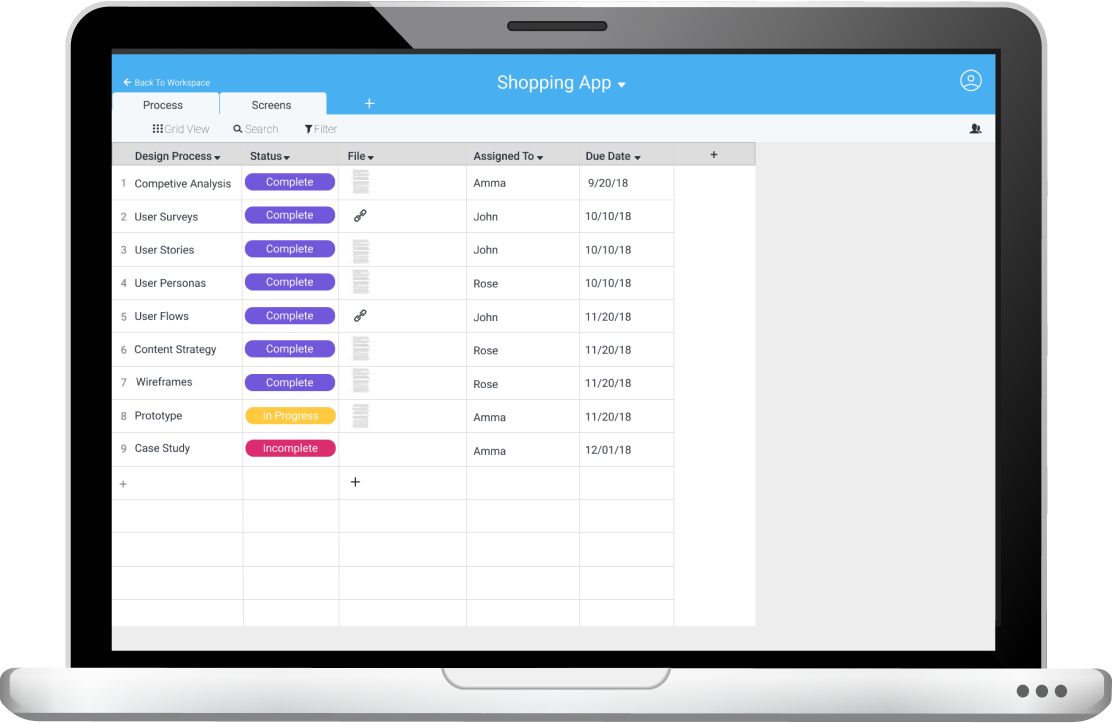 Back To Workspace
Shopping App
Process Screens +
Grid View Search Filter
Design Process Status File Assigned To Due Date +
1 Competive Analysis Complete Amma 9/20/18
2 User Surveys Complete John 10/10/18
3 User Stories Complete John 10/10/18
4 User Personas Complete Rose 10/10/18
5 User Flows Complete John 11/20/18
6 Content Strategy Complete Rose 11/20/18
7 Wireframes Complete Rose 11/20/18
8 Prototype In Progress Amma 11/20/18
9 Case Study Incomplete Amma 12/01/18
+ +